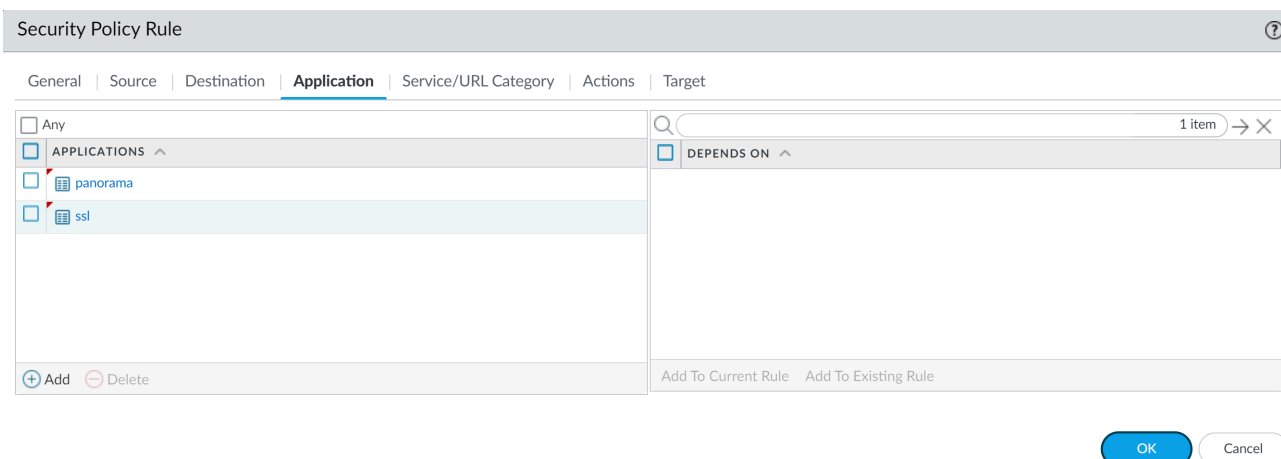 Security Policy Rule
General | Source | Destination | Application | Service/URL Category | Actions | Target
Any
APPLICATIONS
panorama
ssl
Add Delete
1 item
DEPENDS ON
Add To Current Rule Add To Existing Rule
OK Cancel